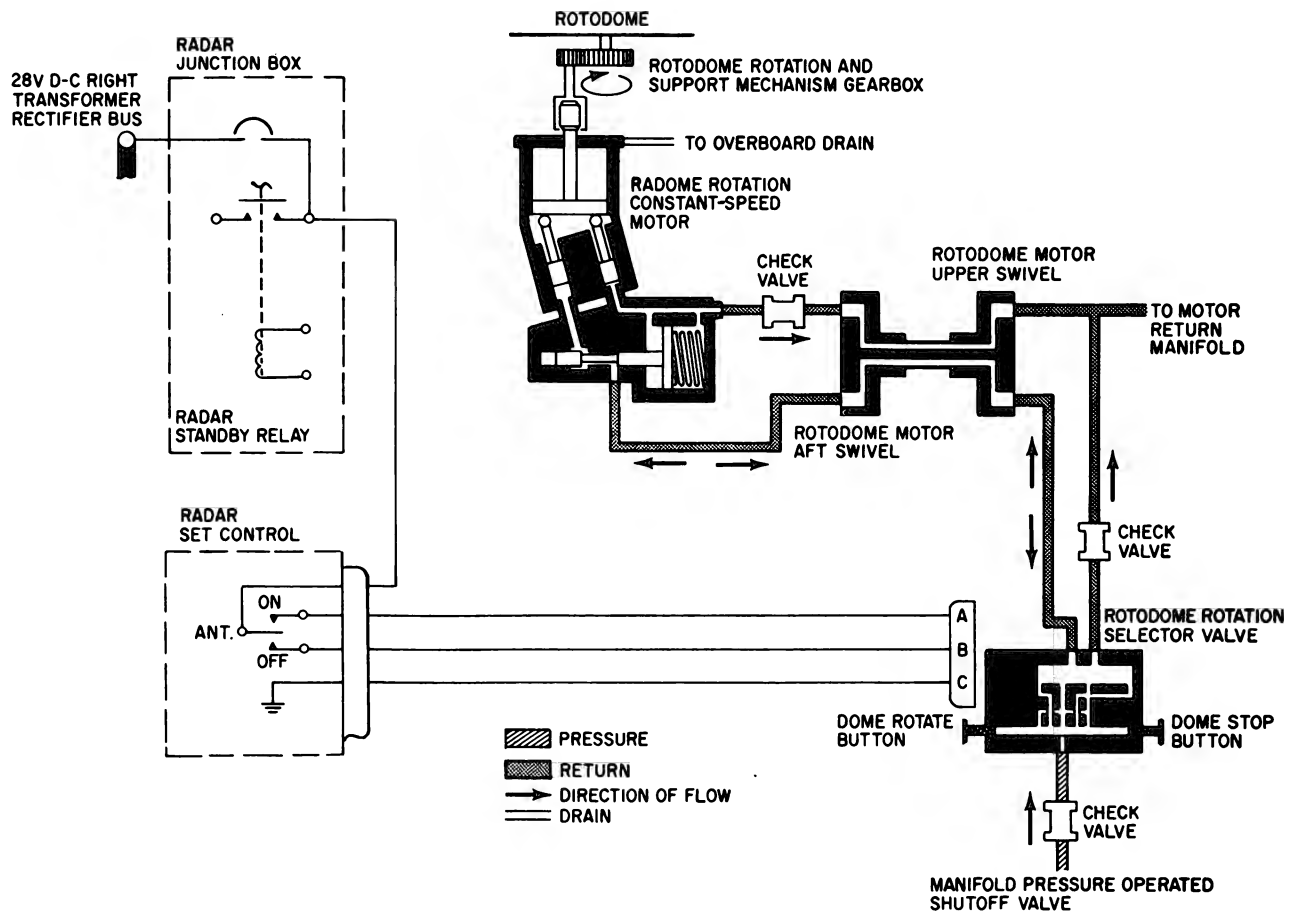 ROTODOME
RADAR
JUNCTION BOX
28V D-C RIGHT
TRANSFORMER
RECTIFIER BUS
ROTODOME ROTATION AND
SUPPORT MECHANISM GEARBOX
TO OVERBOARD DRAIN
RADOME ROTATION
CONSTANT-SPEED
MOTOR
CHECK
VALVE
ROTODOME MOTOR
UPPER SWIVEL
TO MOTOR
RETURN
MANIFOLD
RADAR
STANDBY RELAY
ROTODOME MOTOR
AFT SWIVEL
RADAR
SET CONTROL
CHECK
VALVE
ON
ANT.
OFF
A
B
C
ROTODOME ROTATION
SELECTOR VALVE
DOME ROTATE
BUTTON
DOME STOP
BUTTON
PRESSURE
RETURN
DIRECTION OF FLOW
DRAIN
CHECK
VALVE
MANIFOLD PRESSURE OPERATED
SHUTOFF VALVE